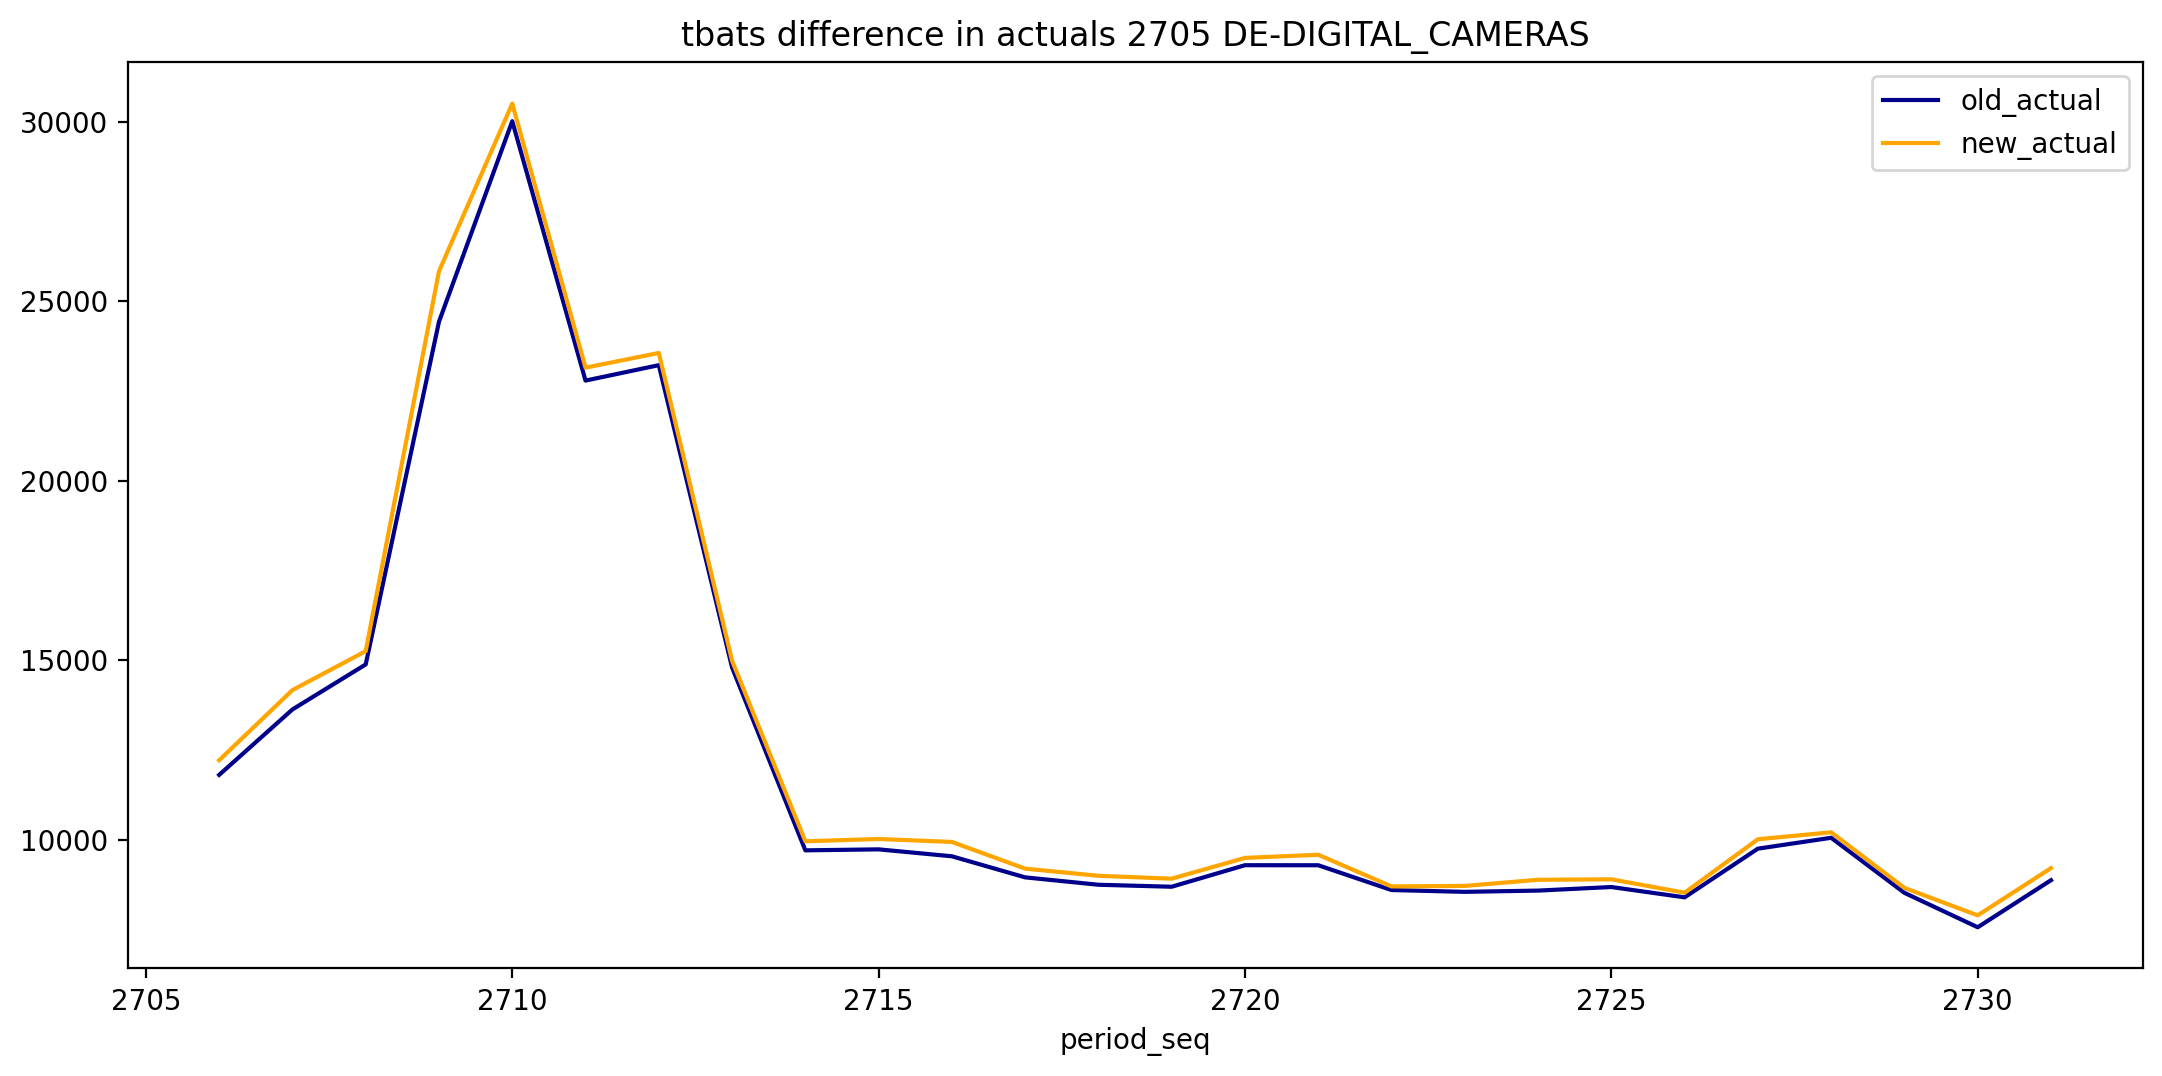 tbats difference in actuals 2705 DE-DIGITAL_CAMERAS
old_actual
new_actual
30000
25000
20000
15000
10000
2705 2710 2715 2720 2725 2730
period_seq